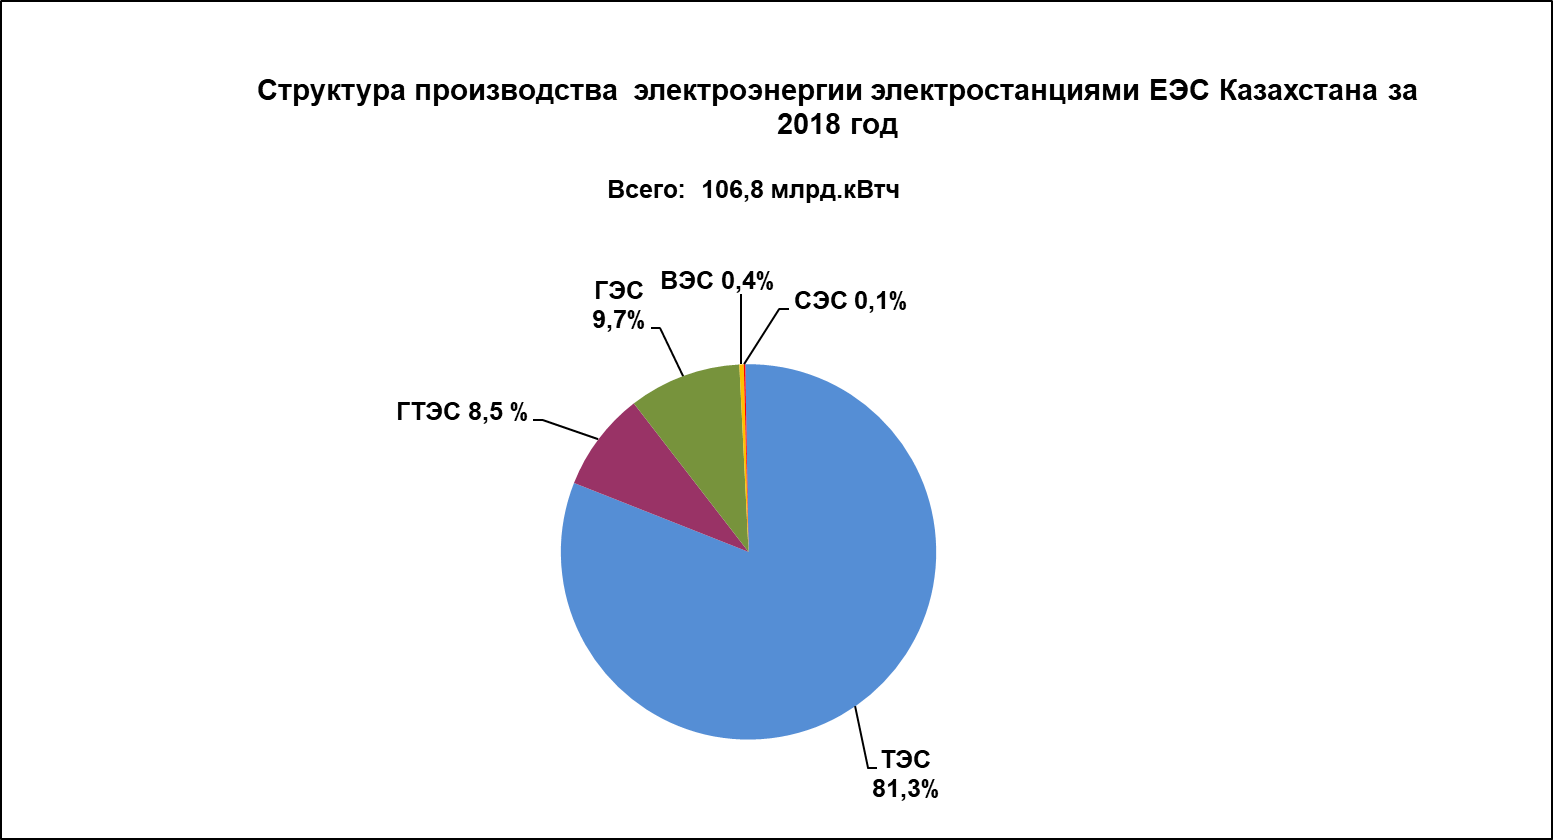 Структура производства  электроэнергии электростанциями ЕЭС Казахстана за
2018 год
Всего:  106,8 млрд.кВтч
ВЭС 0,4%
ГЭС
9,7%
СЭС 0,1%
ГТЭС 8,5 %
ТЭС
81,3%